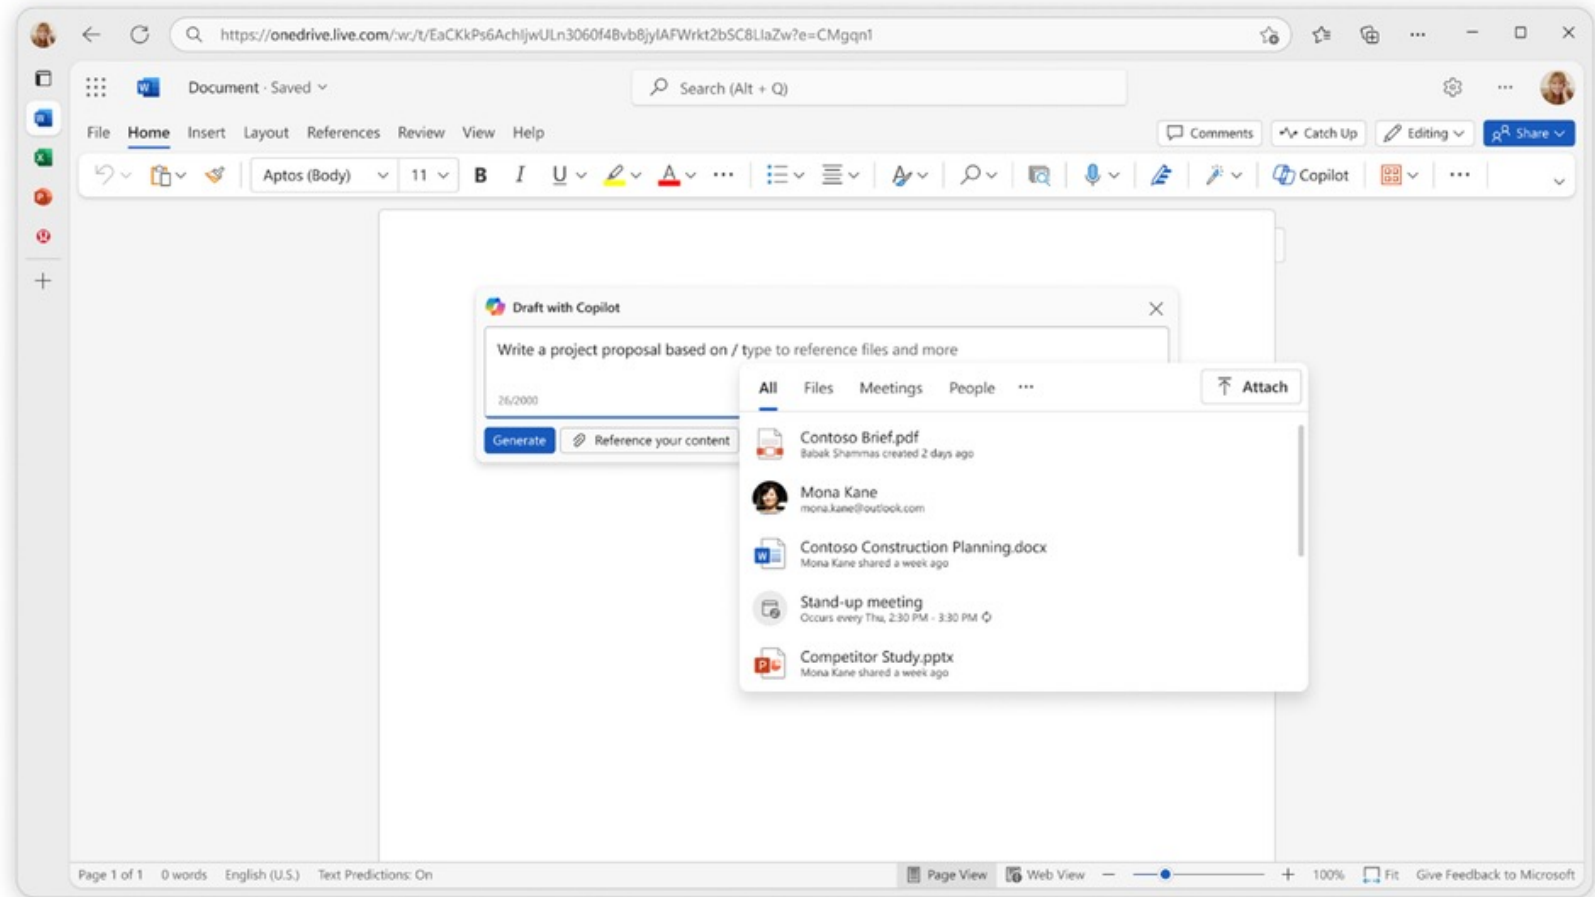 https://onedrive.live.com/:w:/t/EaCKkPs6AchIjwULn3060f4Bvb8jylAFWrkt2bSC8LIaZw?e=CMgqn1
Document · Saved
Search (Alt + Q)
File Home Insert Layout References Review View Help
Comments Catch Up Editing Share
Aptos (Body) 11 B I U A Copilot
Draft with Copilot
Write a project proposal based on / type to reference files and more
26/2000
Generate Reference your content
All Files Meetings People ··· Attach
Contoso Brief.pdf
Babak Shammas created 2 days ago
Mona Kane
mona.kane@outlook.com
Contoso Construction Planning.docx
Mona Kane shared a week ago
Stand-up meeting
Occurs every Thu, 2:30 PM - 3:30 PM
Competitor Study.pptx
Mona Kane shared a week ago
Page 1 of 1 0 words English (U.S.) Text Predictions: On Page View Web View 100% Fit Give Feedback to Microsoft